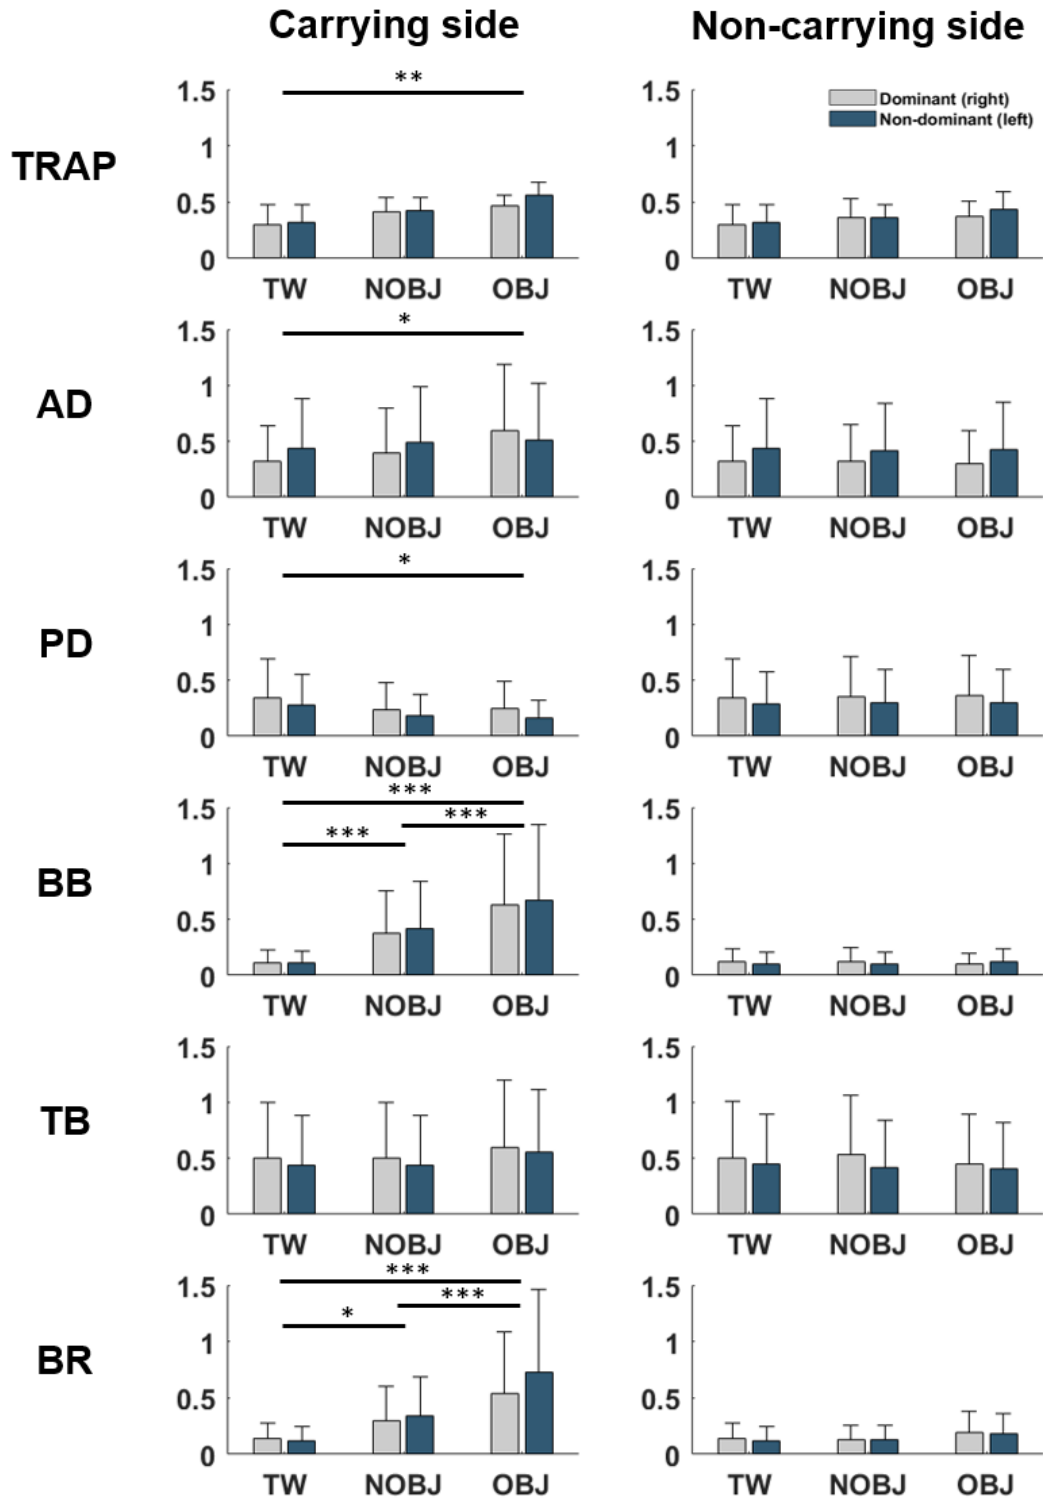 Carrying side
Non-carrying side
TRAP
1.5
1
0.5
0
**
TW NOBJ OBJ
1.5
1
0.5
0
Dominant (right)
Non-dominant (left)
TW NOBJ OBJ
AD
1.5
1
0.5
0
*
TW NOBJ OBJ
1.5
1
0.5
0
TW NOBJ OBJ
PD
1.5
1
0.5
0
*
TW NOBJ OBJ
1.5
1
0.5
0
TW NOBJ OBJ
BB
1.5
1
0.5
0
***
***
***
TW NOBJ OBJ
1.5
1
0.5
0
TW NOBJ OBJ
TB
1.5
1
0.5
0
TW NOBJ OBJ
1.5
1
0.5
0
TW NOBJ OBJ
BR
1.5
1
0.5
0
***
***
*
TW NOBJ OBJ
1.5
1
0.5
0
TW NOBJ OBJ